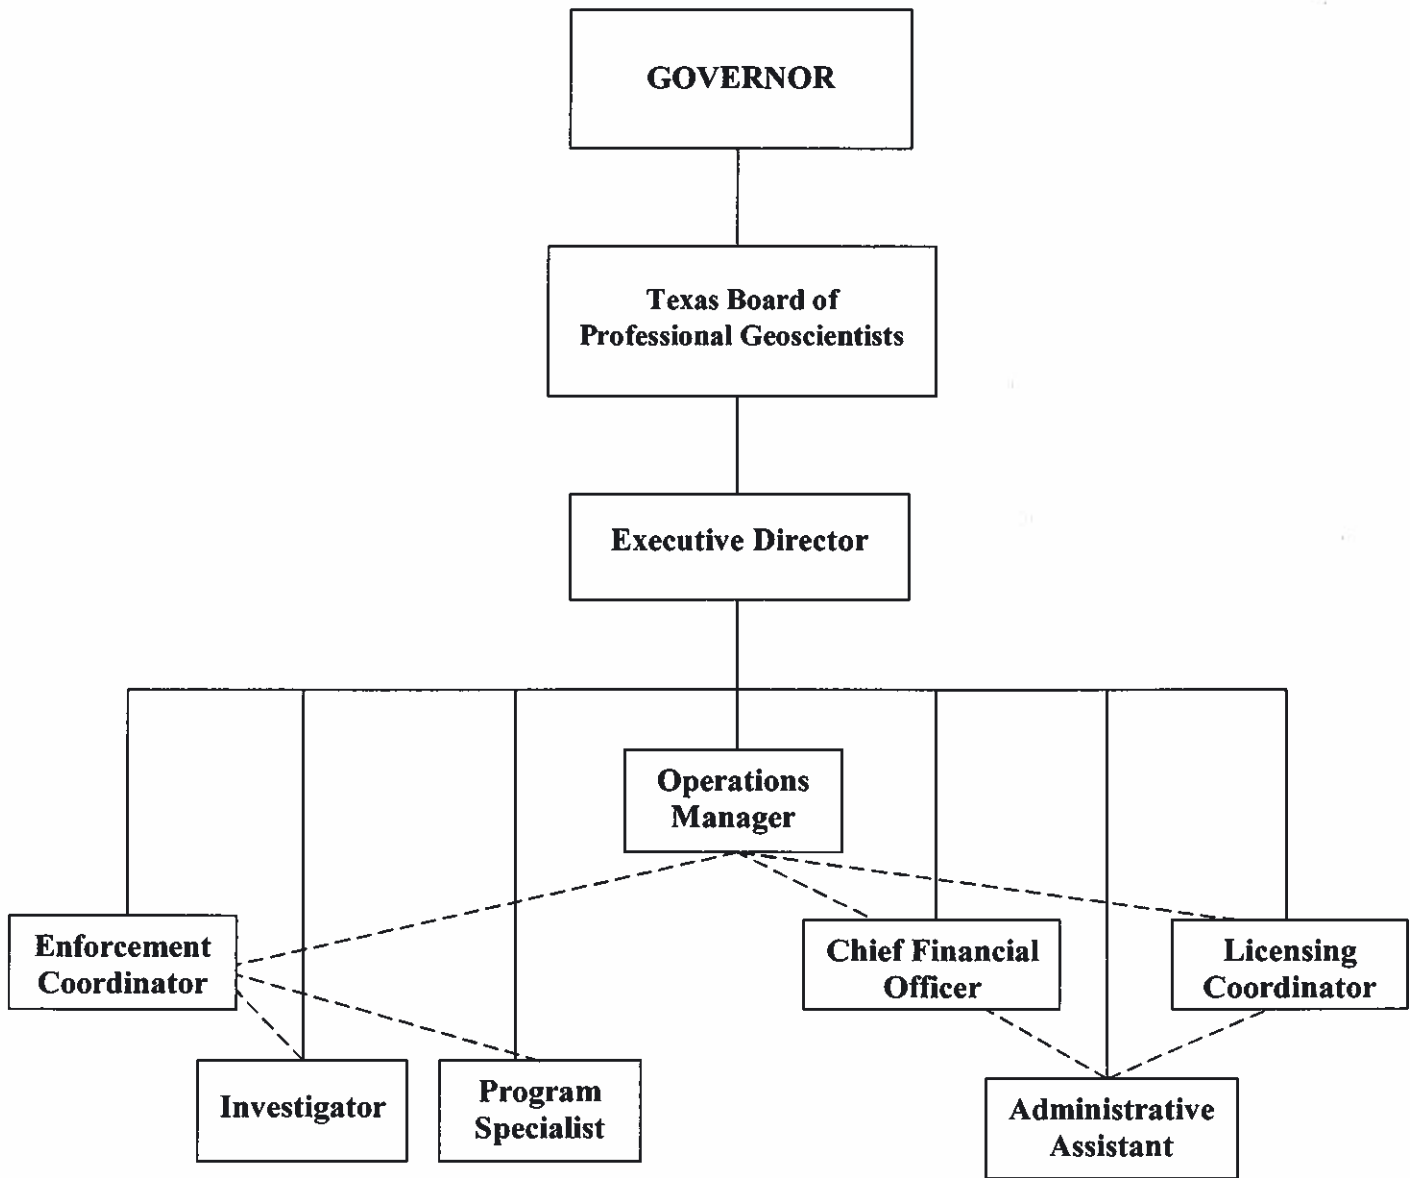 GOVERNOR
Texas Board of
Professional Geoscientists
Executive Director
Operations
Manager
Enforcement
Coordinator
Chief Financial
Officer
Licensing
Coordinator
Investigator
Program
Specialist
Administrative
Assistant